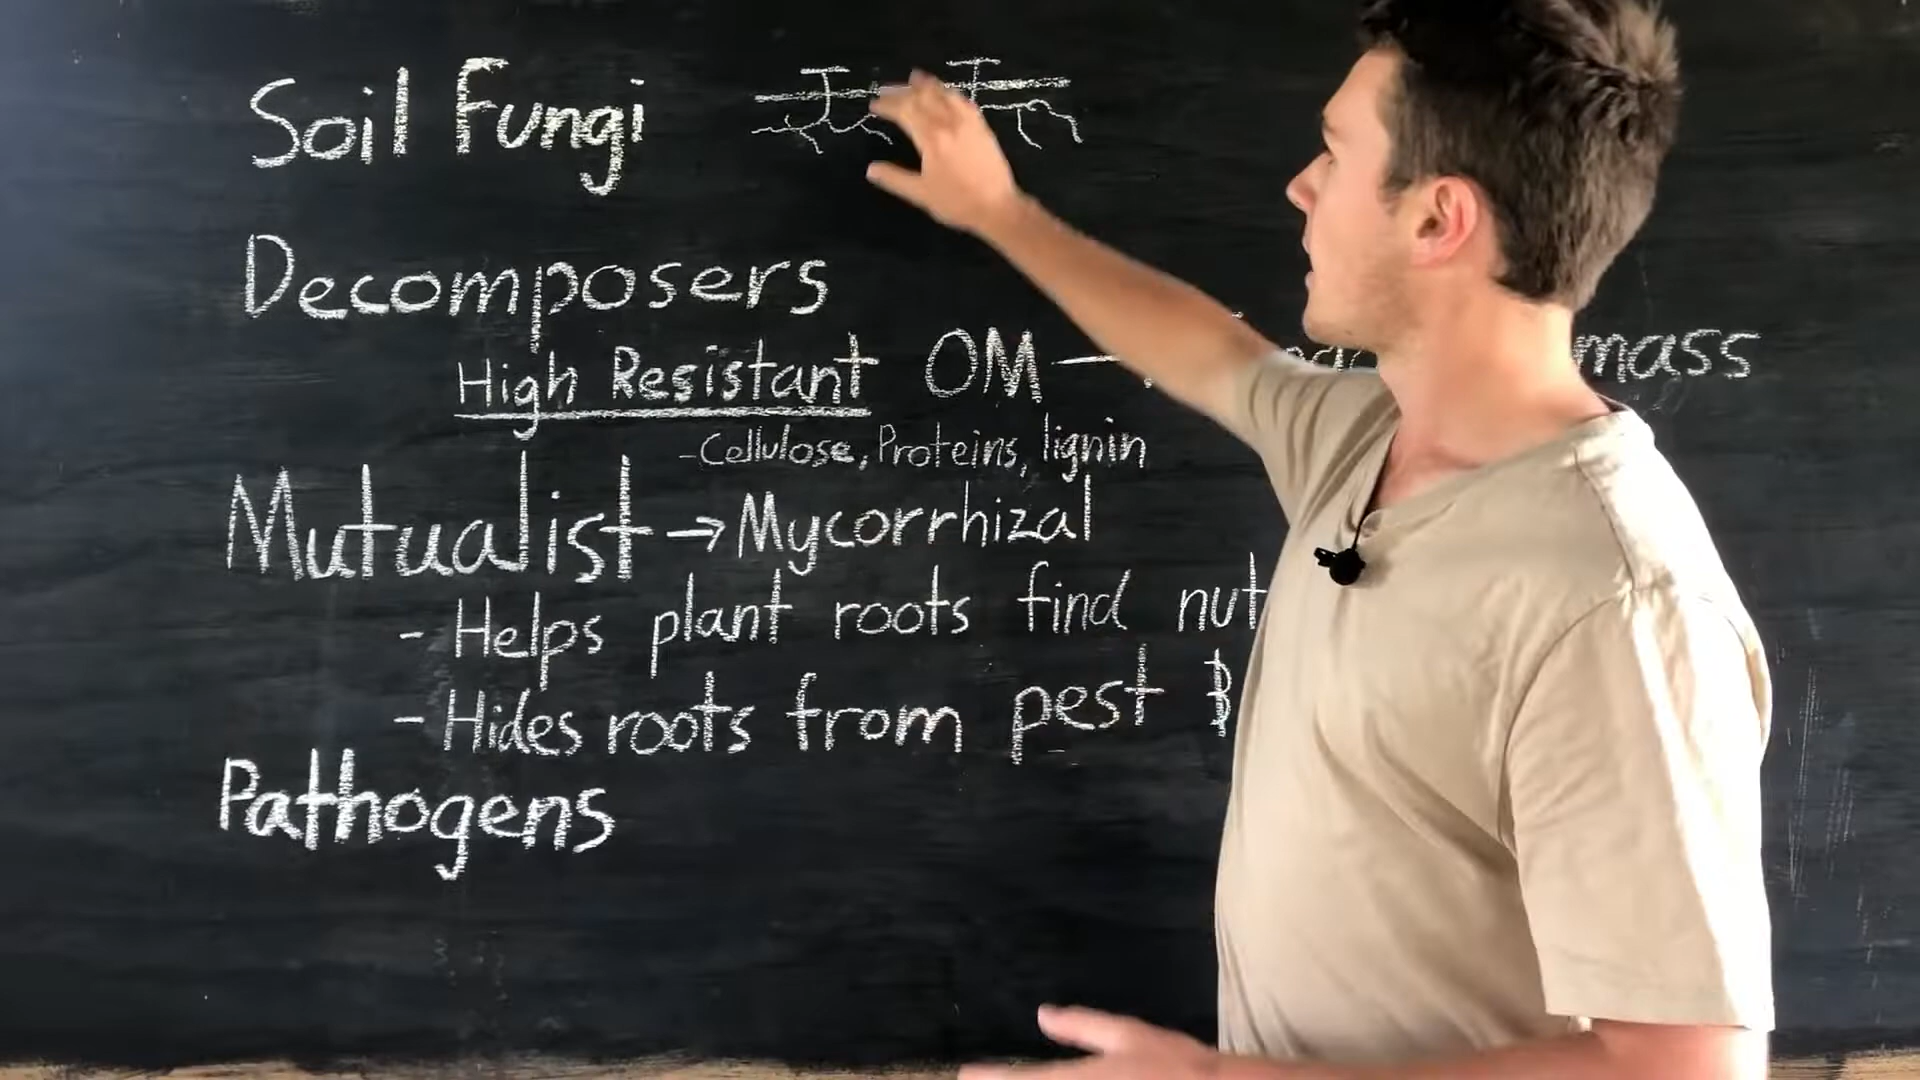 Soil Fungi
Decomposers
High Resistant OM → mass
-Cellulose, Proteins, lignin
Mutualist → Mycorrhizal
- Helps plant roots find nut
- Hides roots from pest &
Pathogens